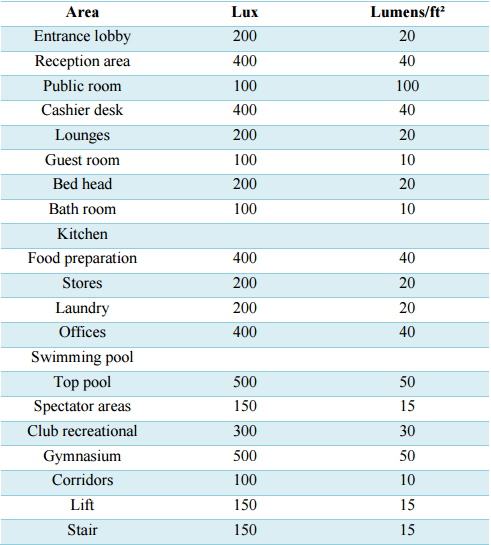 Area Lux Lumens/ft²
Entrance lobby 200 20
Reception area 400 40
Public room 100 100
Cashier desk 400 40
Lounges 200 20
Guest room 100 10
Bed head 200 20
Bath room 100 10
Kitchen
Food preparation 400 40
Stores 200 20
Laundry 200 20
Offices 400 40
Swimming pool
Top pool 500 50
Spectator areas 150 15
Club recreational 300 30
Gymnasium 500 50
Corridors 100 10
Lift 150 15
Stair 150 15